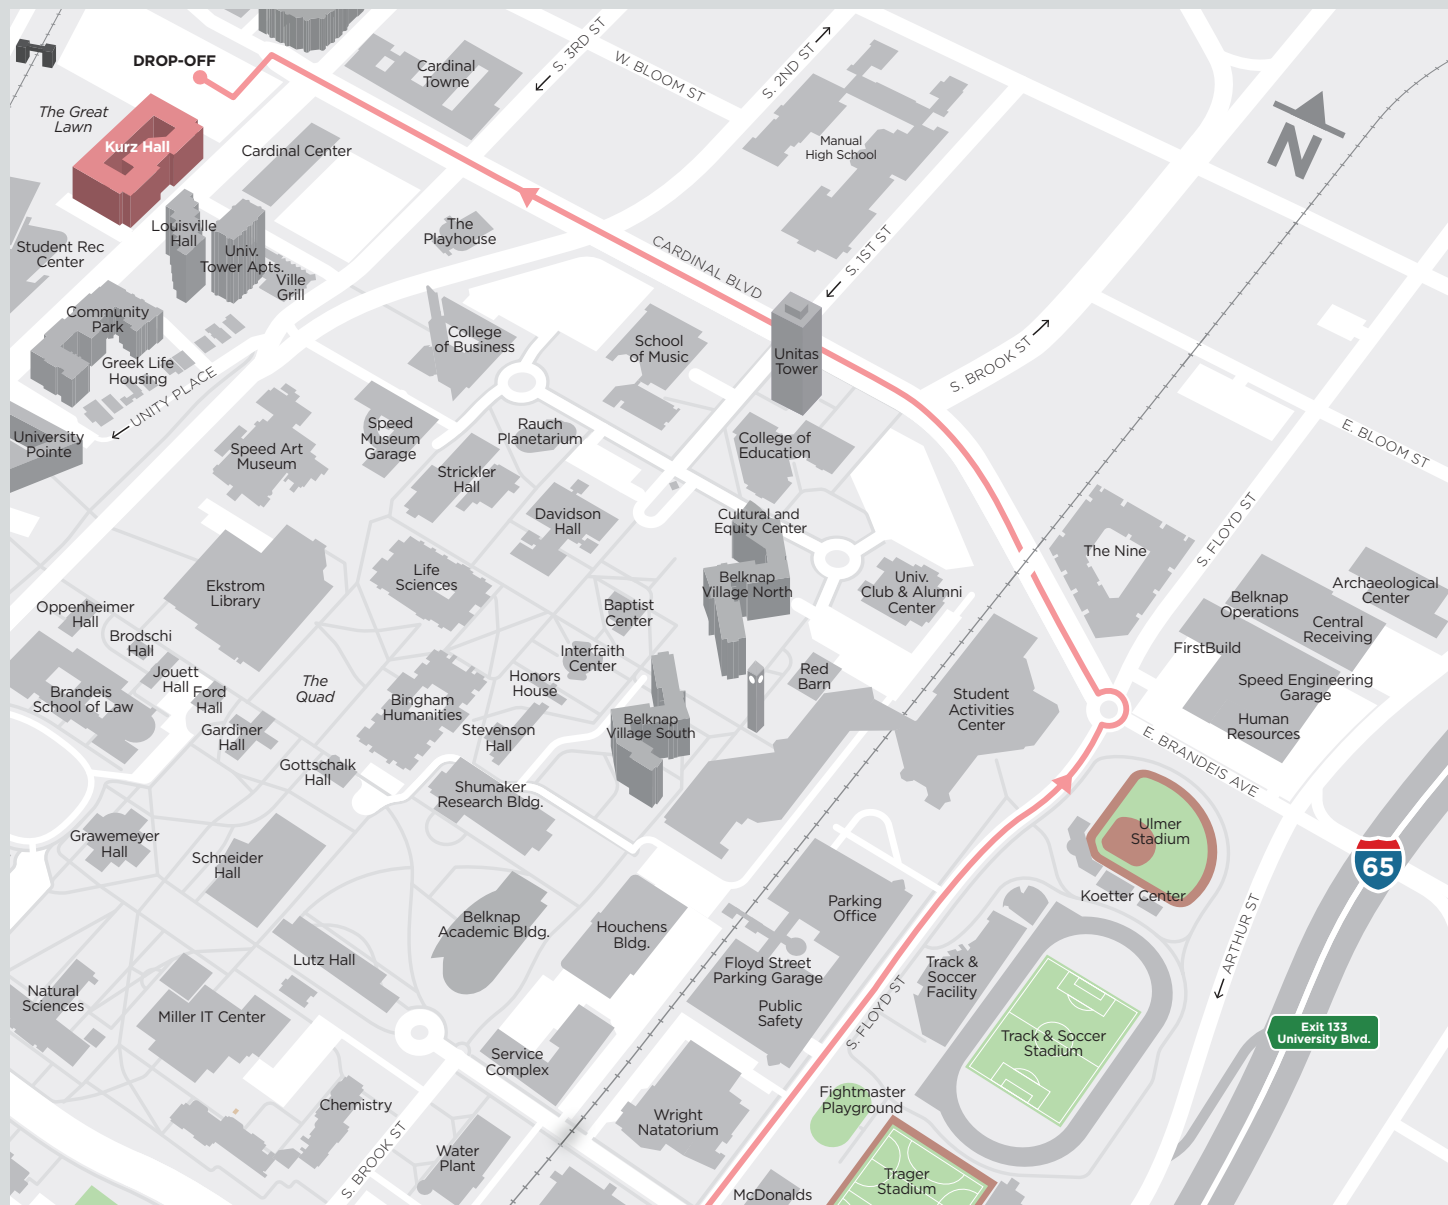 DROP-OFF
The Great
Lawn
Kurz Hall
Cardinal
Towne
S. 3RD ST
W. BLOOM ST
S. 2ND ST
Manual
High School
N
Cardinal Center
Louisville
Hall
Univ.
Tower Apts.
Ville
Grill
The
Playhouse
CARDINAL BLVD
S. 1ST ST
Student Rec
Center
Community
Park
Greek Life
Housing
UNITY PLACE
University
Pointe
College
of Business
School
of Music
Unitas
Tower
S. BROOK ST
E. BLOOM ST
Speed Art
Museum
Speed
Museum
Garage
Rauch
Planetarium
Strickler
Hall
College of
Education
Davidson
Hall
Cultural and
Equity Center
The Nine
S. FLOYD ST
Ekstrom
Library
Life
Sciences
Belknap
Village North
Univ.
Club & Alumni
Center
Archaeological
Center
Belknap
Operations
Central
Receiving
FirstBuild
Speed Engineering
Garage
Human
Resources
Oppenheimer
Hall
Brodschi
Hall
Jouett
Hall
Ford
Hall
Brandeis
School of Law
Gardiner
Hall
The
Quad
Gottschalk
Hall
Bingham
Humanities
Baptist
Center
Interfaith
Center
Honors
House
Stevenson
Hall
Belknap
Village South
Red
Barn
Student
Activities
Center
E. BRANDEIS AVE
Shumaker
Research Bldg.
Grawemeyer
Hall
Schneider
Hall
Ulmer
Stadium
65
Koetter Center
ARTHUR ST
Parking
Office
Belknap
Academic Bldg.
Houchens
Bldg.
Lutz Hall
Floyd Street
Parking Garage
Public
Safety
Track &
Soccer
Facility
S. FLOYD ST
Natural
Sciences
Miller IT Center
Track & Soccer
Stadium
Exit 133
University Blvd.
Service
Complex
Chemistry
Fightmaster
Playground
Wright
Natatorium
Water
Plant
S. BROOK ST
Trager
Stadium
McDonalds